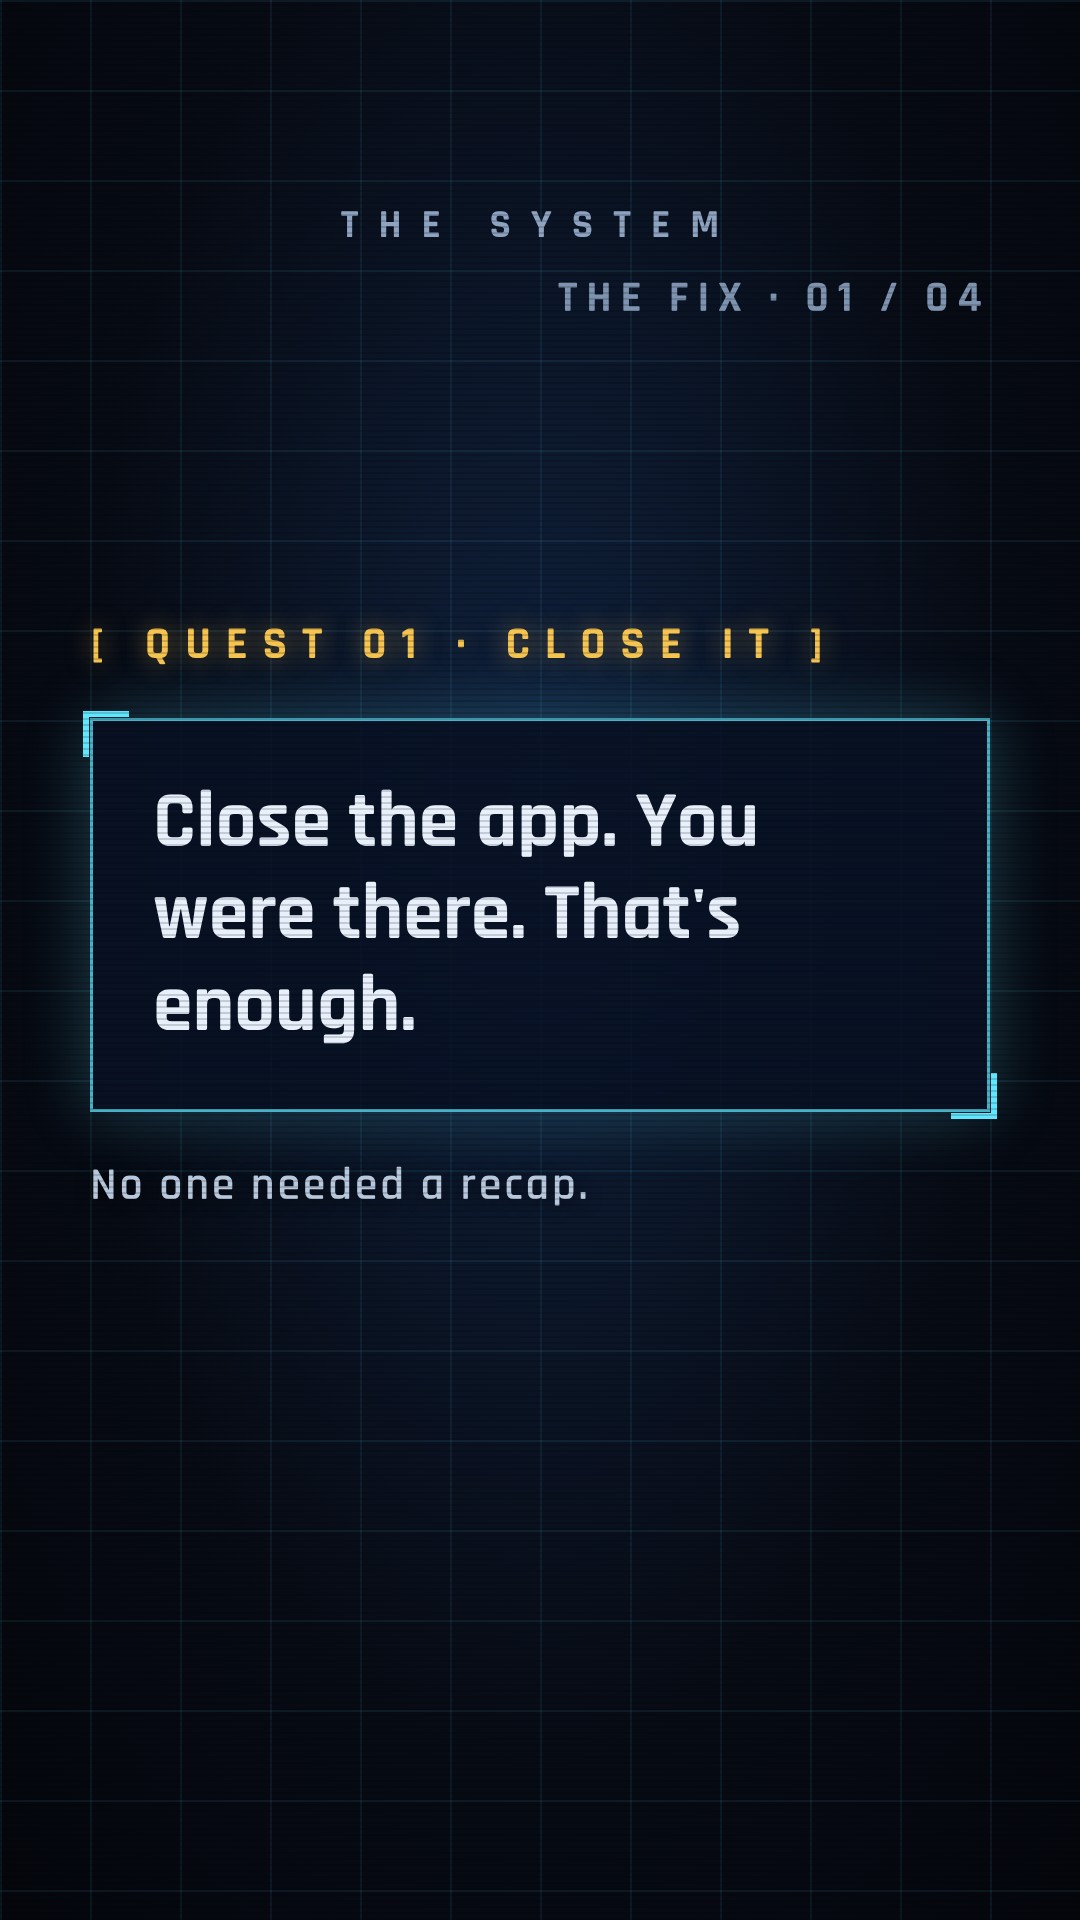 THE SYSTEM
THE FIX · 01 / 04
[ QUEST 01 · CLOSE IT ]
Close the app. You
were there. That's
enough.
No one needed a recap.